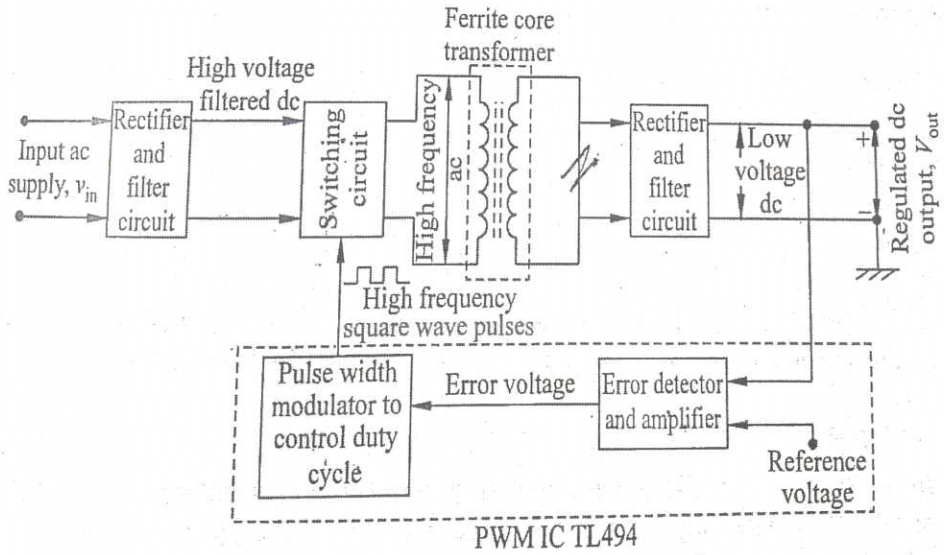 Ferrite core
transformer
High voltage
filtered dc
Rectifier
and
filter
circuit
Input ac
supply, v_in
Switching
circuit
High frequency
ac
Rectifier
and
filter
circuit
Low
voltage
dc
+
−
Regulated dc
output, V_out
High frequency
square wave pulses
Pulse width
modulator to
control duty
cycle
Error voltage
Error detector
and amplifier
Reference
voltage
PWM IC TL494